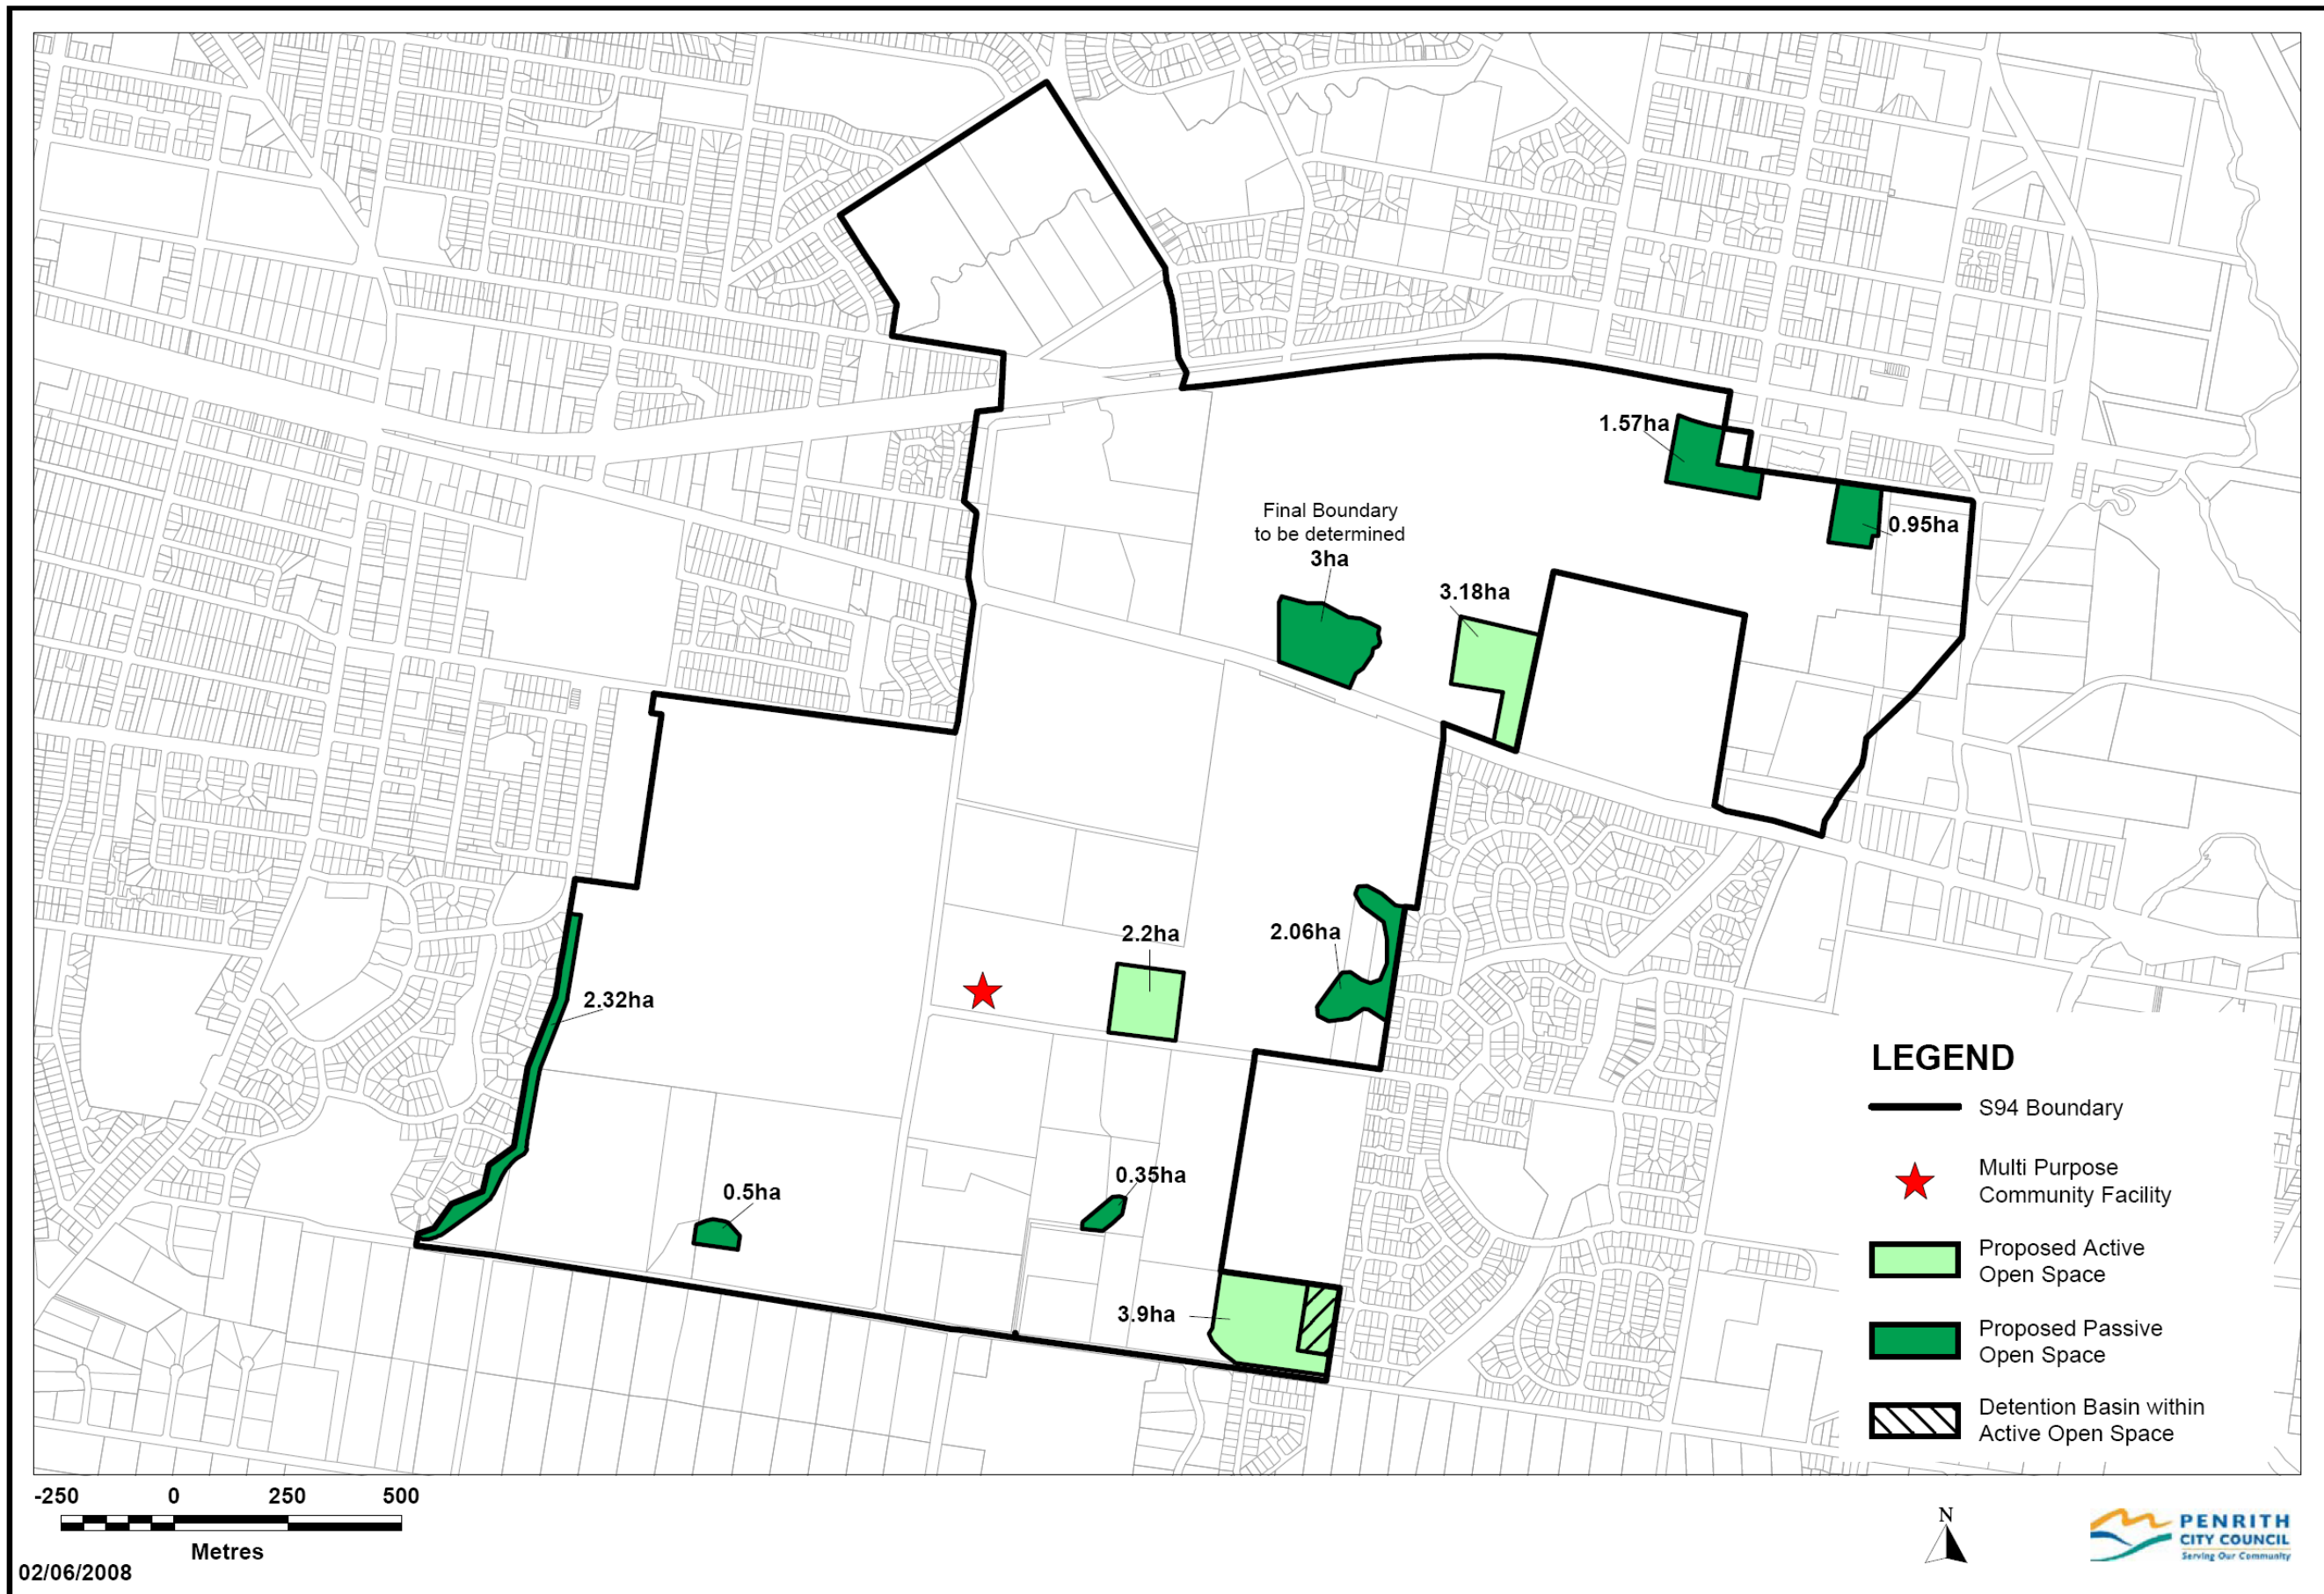 1.57ha
Final Boundary
to be determined
3ha
0.95ha
3.18ha
2.2ha
2.06ha
2.32ha
0.35ha
0.5ha
3.9ha
LEGEND
S94 Boundary
Multi Purpose
Community Facility
Proposed Active
Open Space
Proposed Passive
Open Space
Detention Basin within
Active Open Space
-250 0 250 500
Metres
02/06/2008
N
PENRITH
CITY COUNCIL
Serving Our Community